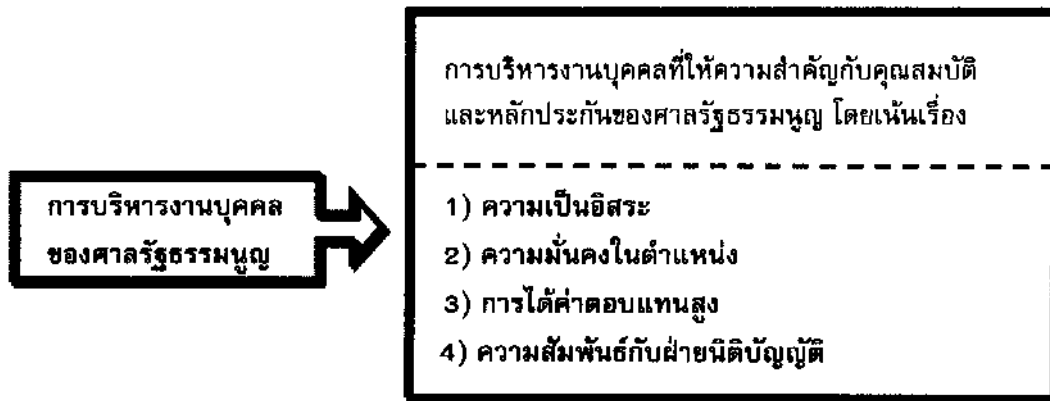 การบริหารงานบุคคล
ของศาลรัฐธรรมนูญ
การบริหารงานบุคคลที่ให้ความสำคัญกับคุณสมบัติ
และหลักประกันของศาลรัฐธรรมนูญ โดยเน้นเรื่อง
1) ความเป็นอิสระ
2) ความมั่นคงในตำแหน่ง
3) การได้ค่าตอบแทนสูง
4) ความสัมพันธ์กับฝ่ายนิติบัญญัติ